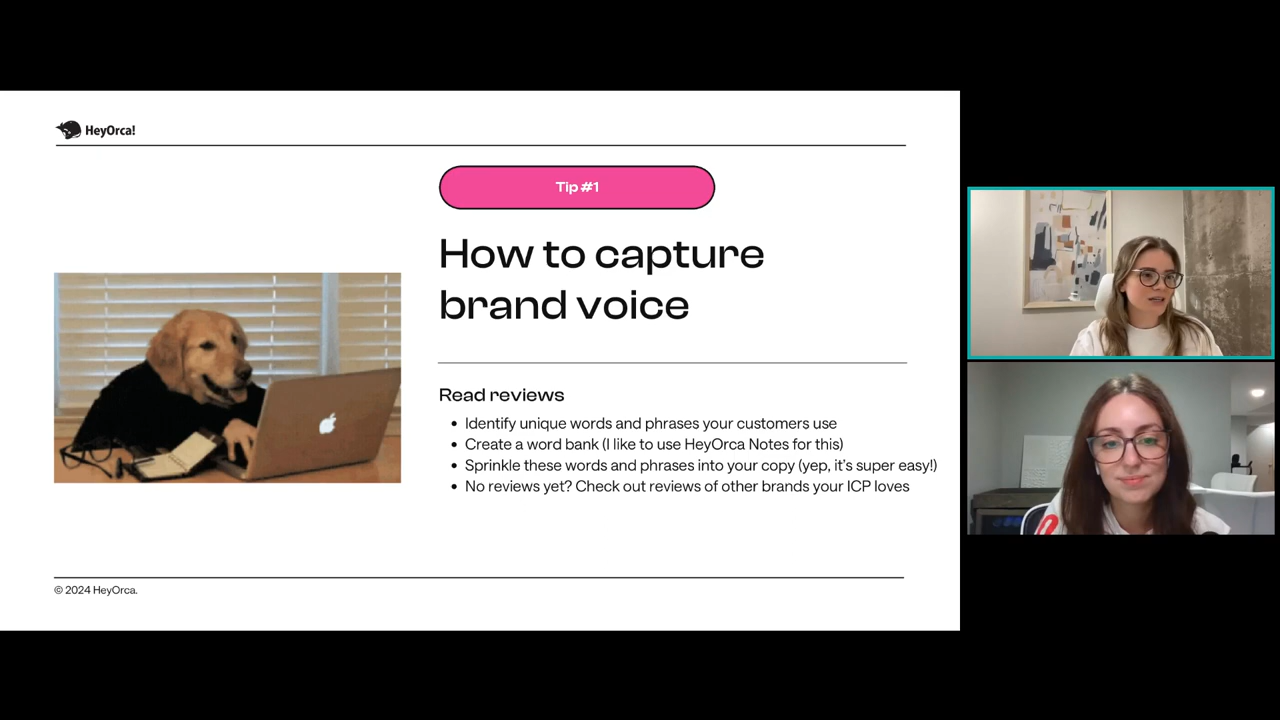 HeyOrca!
Tip #1
How to capture
brand voice
Read reviews
• Identify unique words and phrases your customers use
• Create a word bank (I like to use HeyOrca Notes for this)
• Sprinkle these words and phrases into your copy (yep, it's super easy!)
• No reviews yet? Check out reviews of other brands your ICP loves
© 2024 HeyOrca.